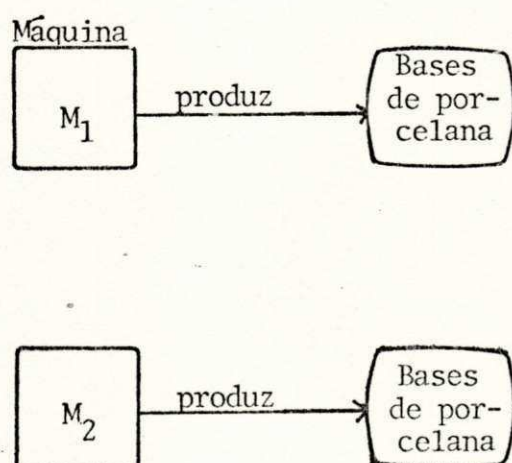 Máquina
M1
produz
Bases
de por-
celana
M2
produz
Bases
de por-
celana